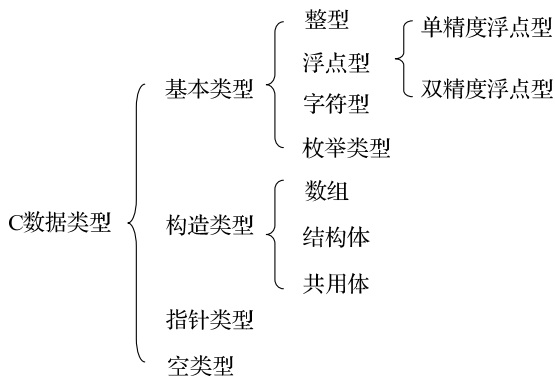 C数据类型
基本类型
整型
浮点型
单精度浮点型
双精度浮点型
字符型
枚举类型
构造类型
数组
结构体
共用体
指针类型
空类型